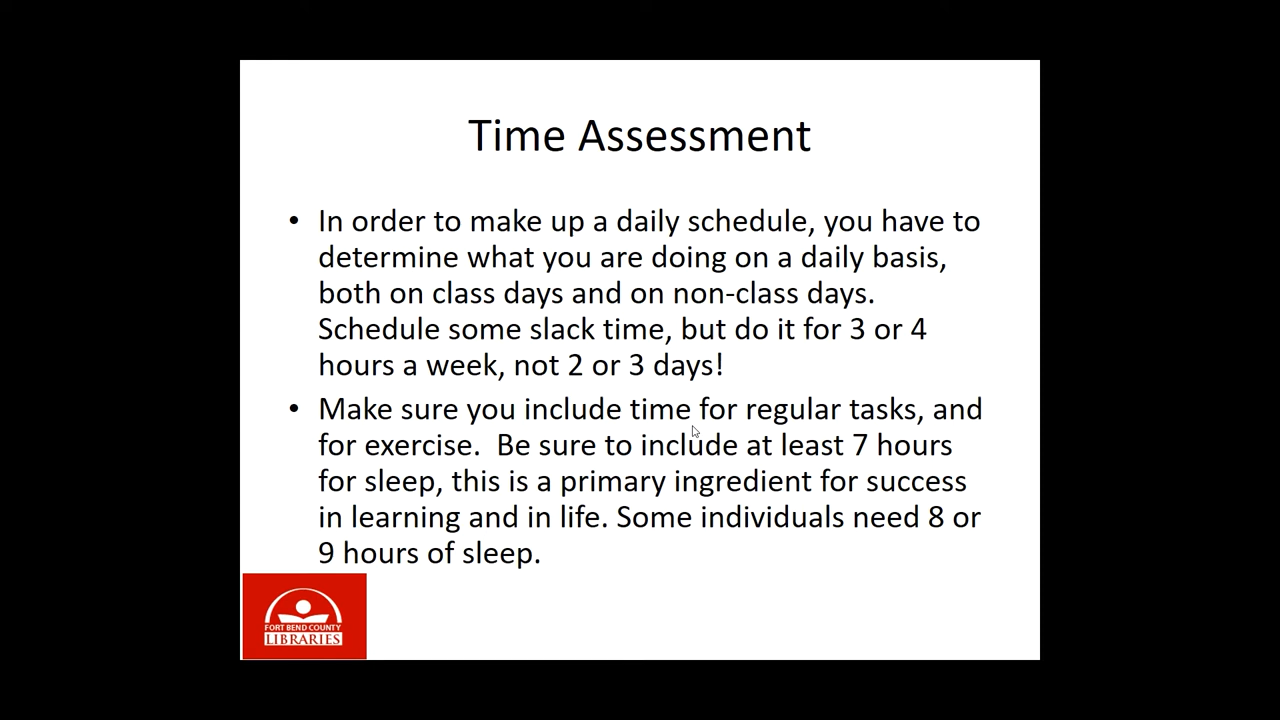 Time Assessment
• In order to make up a daily schedule, you have to
determine what you are doing on a daily basis,
both on class days and on non-class days.
Schedule some slack time, but do it for 3 or 4
hours a week, not 2 or 3 days!
• Make sure you include time for regular tasks, and
for exercise.  Be sure to include at least 7 hours
for sleep, this is a primary ingredient for success
in learning and in life. Some individuals need 8 or
9 hours of sleep.
FORT BEND COUNTY
LIBRARIES